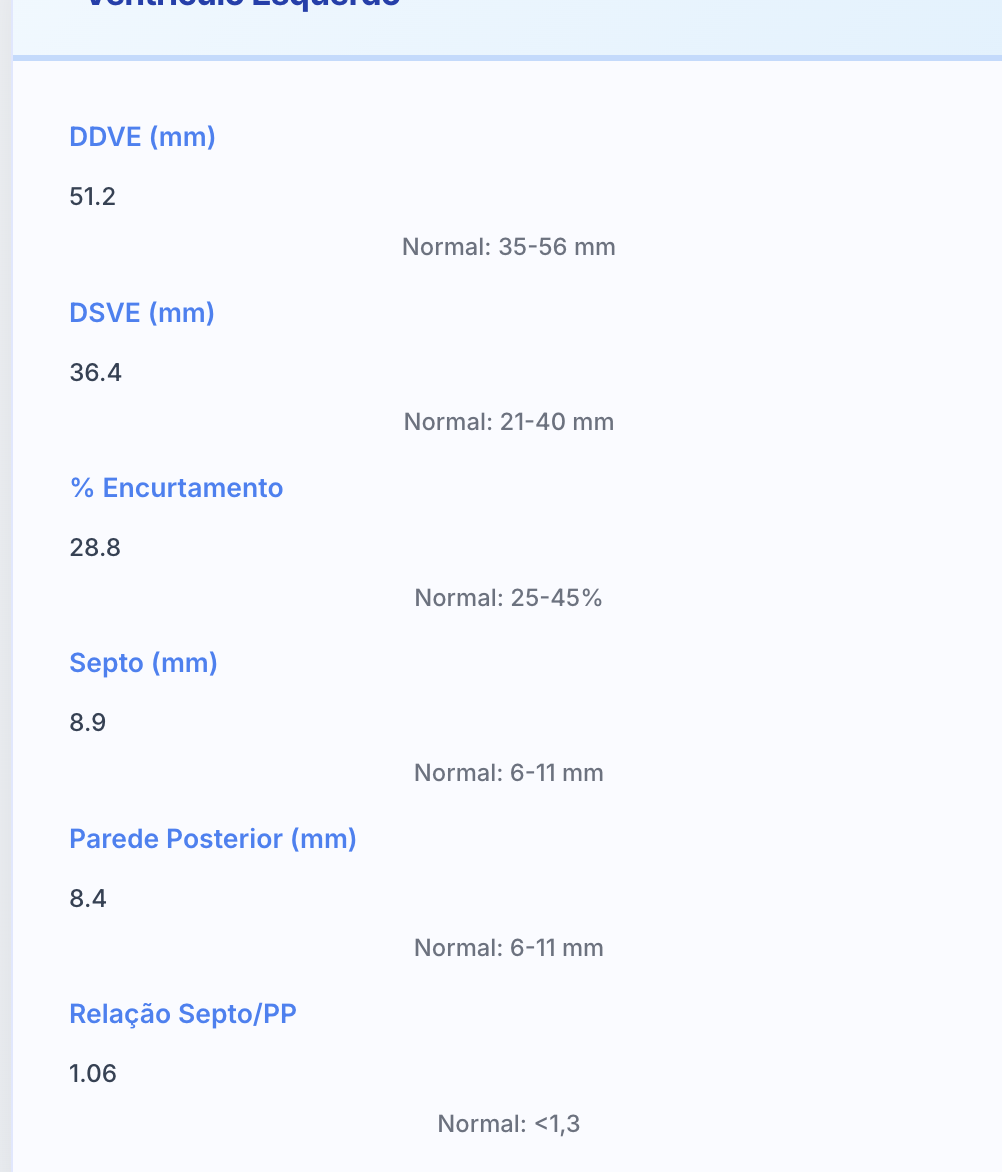 Ventrículo Esquerdo
DDVE (mm)
51.2
Normal: 35-56 mm
DSVE (mm)
36.4
Normal: 21-40 mm
% Encurtamento
28.8
Normal: 25-45%
Septo (mm)
8.9
Normal: 6-11 mm
Parede Posterior (mm)
8.4
Normal: 6-11 mm
Relação Septo/PP
1.06
Normal: <1,3